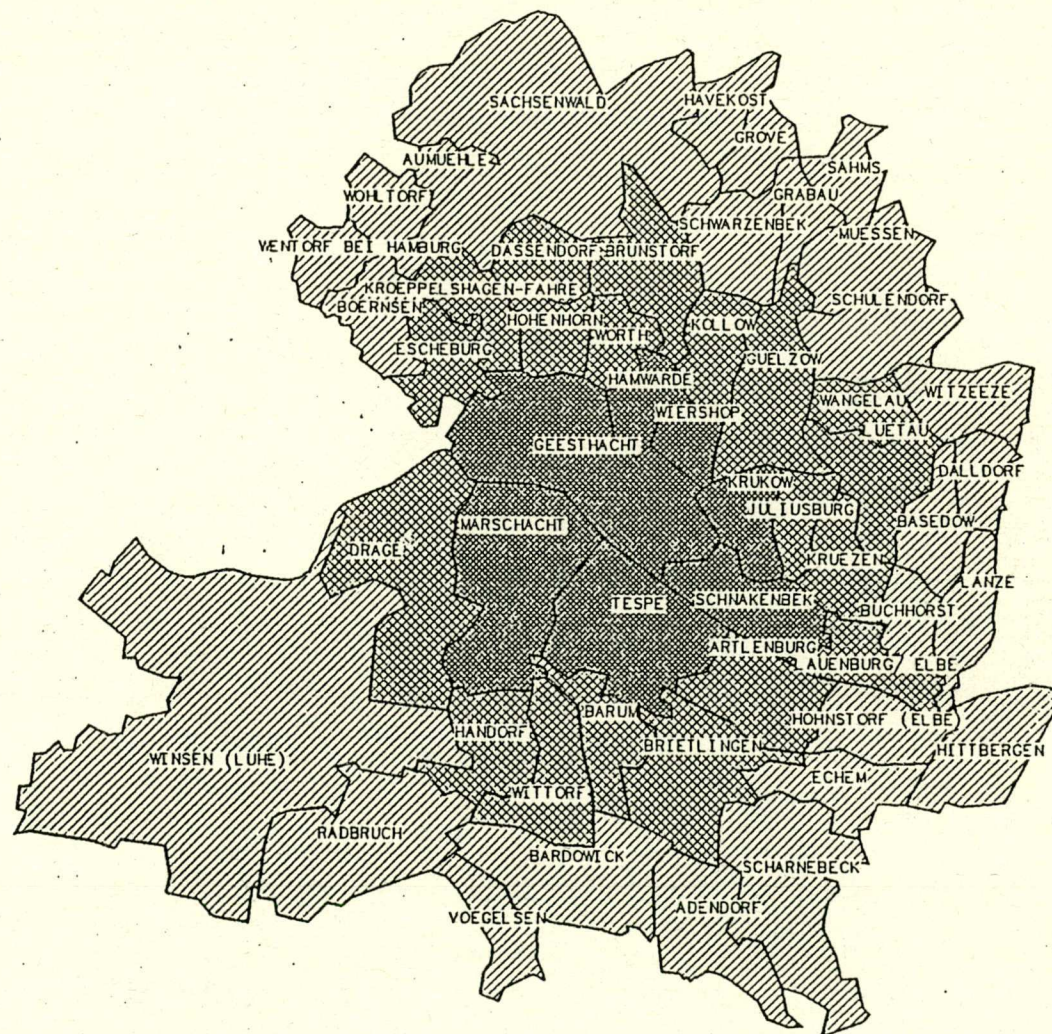 SACHSENWALD
HAVEKOST
GROVE
AUMUEHLE
SAHMS
WOHLTORF
GRABAU
SCHWARZENBEK
MUESSEN
WENTORF BEI HAMBURG
DASSENDORF
BRUNSTORF
KROEPPELSHAGEN-FAHRE
BOERNSEN
SCHULENDORF
HOHENHORN
WORTH
KOLLOW
ESCHEBURG
GUELZOW
HAMWARDE
WITZEEZE
WANGELAU
WIERSHOP
LUETAU
GEESTHACHT
DALLDORF
KRUKOW
JULIUSBURG
MARSCHACHT
BASEDOW
DRAGE
KRUEZEN
LANZE
TESPE
SCHNAKENBEK
BUCHHORST
ARTLENBURG
LAUENBURG / ELBE
HOHNSTORF (ELBE)
BARUM
HANDORF
BRIETLINGEN
HITTBERGEN
WINSEN (LUHE)
ECHEM
WITTORF
RADBRUCH
BARDOWICK
SCHARNEBECK
ADENDORF
VOEGELSEN